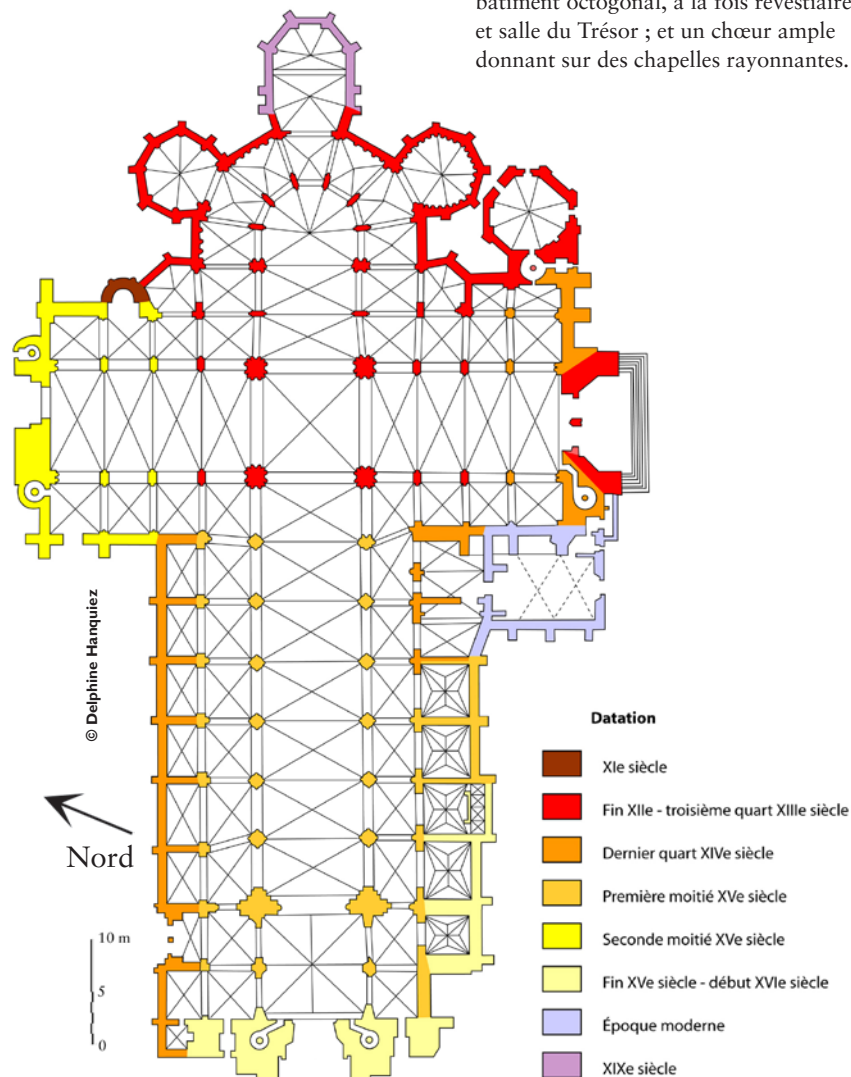 bâtiment octogonal, à la fois revestiaire
et salle du Trésor ; et un chœur ample
donnant sur des chapelles rayonnantes.
© Delphine Hanquiez
Nord
10 m
5
0
Datation
XIe siècle
Fin XIIe - troisième quart XIIIe siècle
Dernier quart XIVe siècle
Première moitié XVe siècle
Seconde moitié XVe siècle
Fin XVe siècle - début XVIe siècle
Époque moderne
XIXe siècle